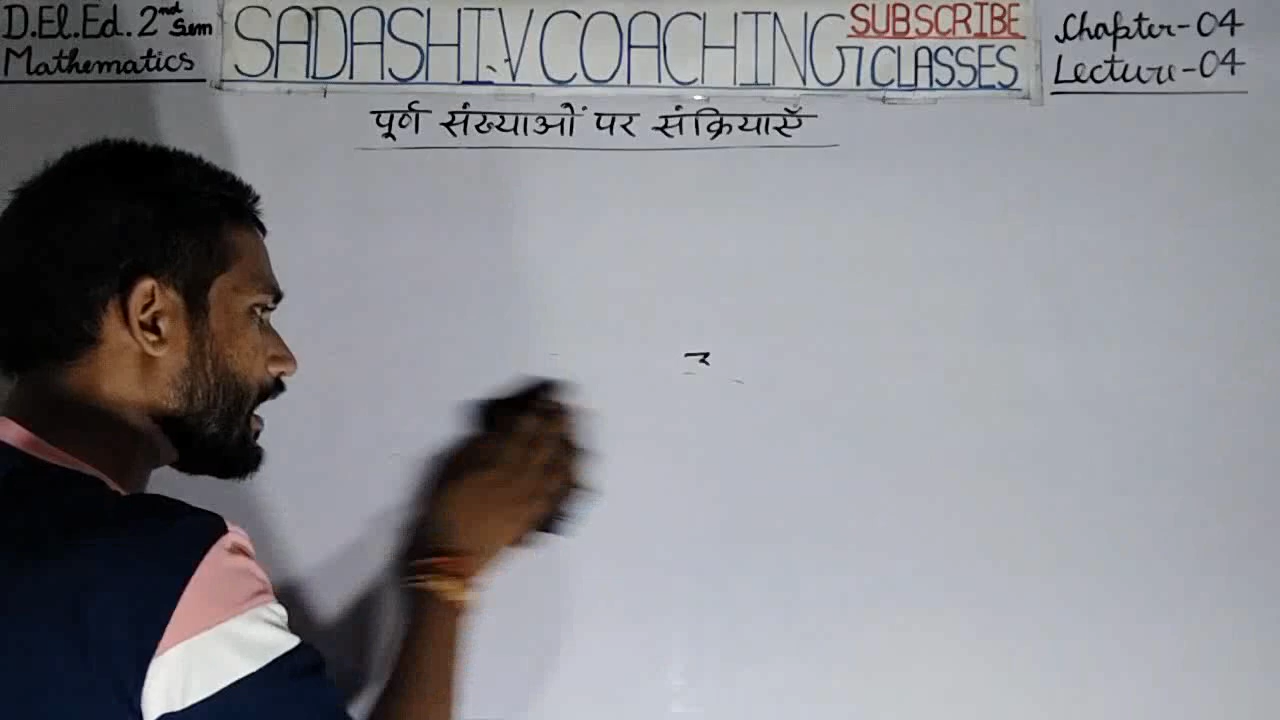 D.El.Ed. 2nd Sem
Mathematics
SADASHIV COACHING CLASSES
SUBSCRIBE
Chapter-04
Lecture-04
पूर्ण संख्याओं पर संक्रियाएँ